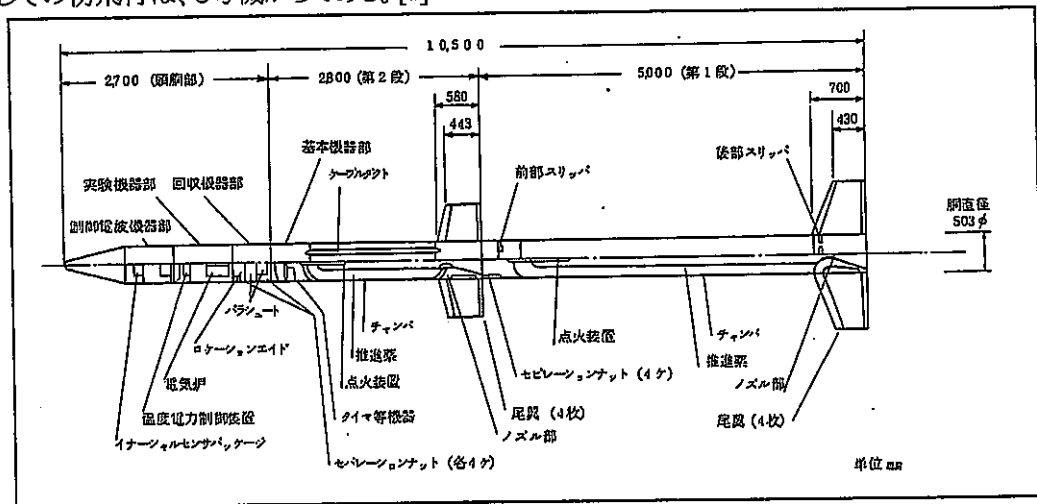 10,500
2,700 (頭胴部)
2,800 (第2段)
5,000 (第1段)
580
443
700
430
基本機器部
ケーブルダクト
前部スリッパ
後部スリッパ
実験機器部
回収機器部
制御電波機器部
胴直径
503φ
パラシュート
ロケーションエイド
電気炉
温度電力制御装置
イナーシャルセンサパッケージ
チャンバ
推進薬
点火装置
タイマ等機器
セパレーションナット (各4ケ)
セピレーションナット (4ケ)
尾翼 (4枚)
ノズル部
点火装置
チャンバ
推進薬
ノズル部
尾翼 (4枚)
単位 mm